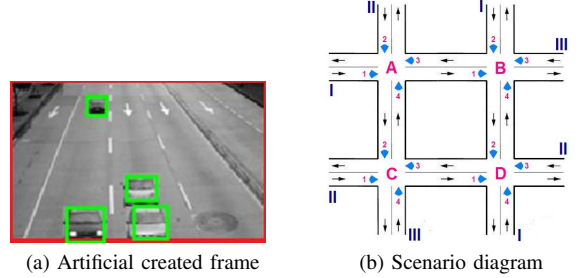 II I
2 2 III
A 3 B 3
1 1
I 4 4
2 2
C 3 D 3
1 1
II 4 4 II
III I
(a) Artificial created frame
(b) Scenario diagram